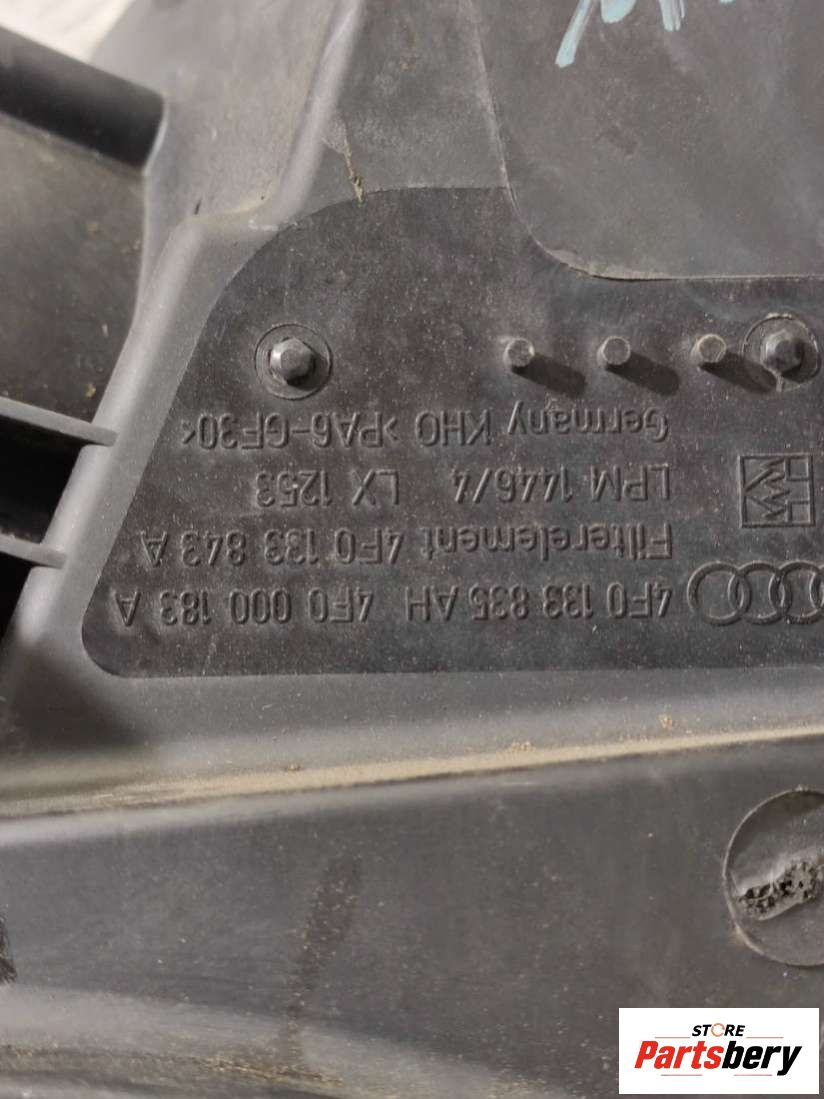 4F0 133 835 AH 4F0 000 183 A
Filterelement 4F0 133 843 A
LPM 1446/4 LX 1253
Germany KHO >PA6-GF30<
STORE
Partsbery